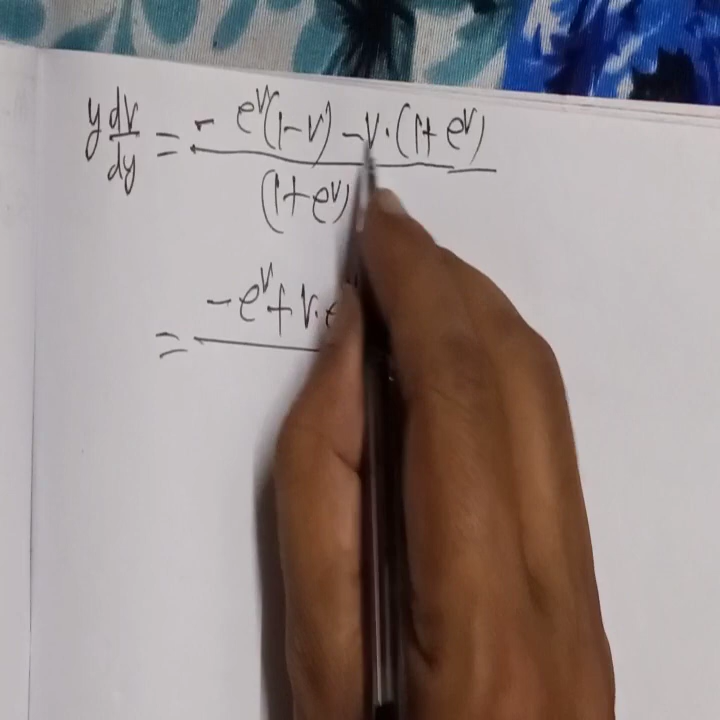 y dv/dy = - e^v(1-v) - v·(1+e^v) / (1+e^v)
= -e^v + v·e